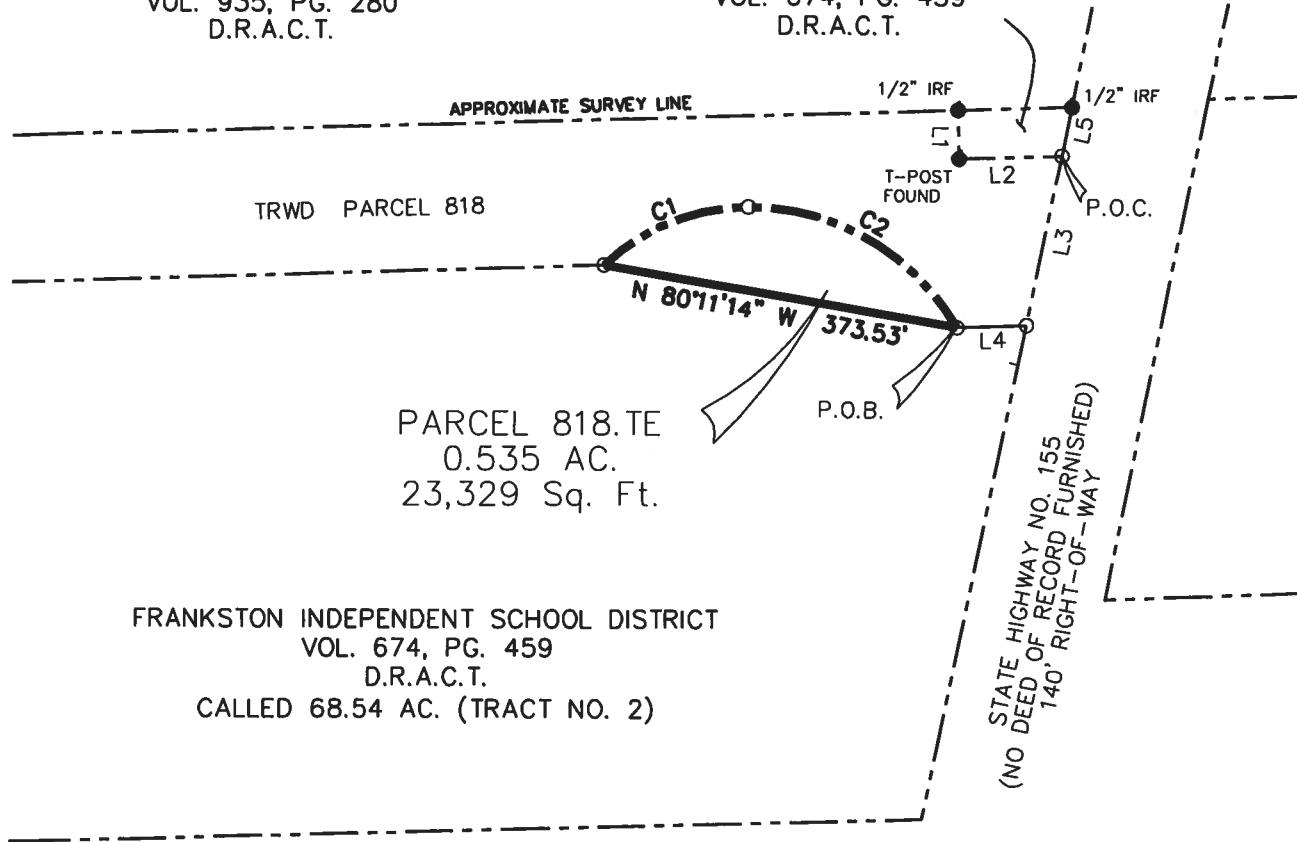 VOL. 935, PG. 280
D.R.A.C.T.
VOL. 674, PG. 459
D.R.A.C.T.
APPROXIMATE SURVEY LINE
1/2" IRF
1/2" IRF
L1
L5
T-POST
FOUND
L2
P.O.C.
TRWD PARCEL 818
C1
C2
L3
N 80°11'14" W 373.53'
L4
P.O.B.
PARCEL 818.TE
0.535 AC.
23,329 Sq. Ft.
STATE HIGHWAY NO. 155
(NO DEED OF RECORD FURNISHED)
140' RIGHT-OF-WAY
FRANKSTON INDEPENDENT SCHOOL DISTRICT
VOL. 674, PG. 459
D.R.A.C.T.
CALLED 68.54 AC. (TRACT NO. 2)